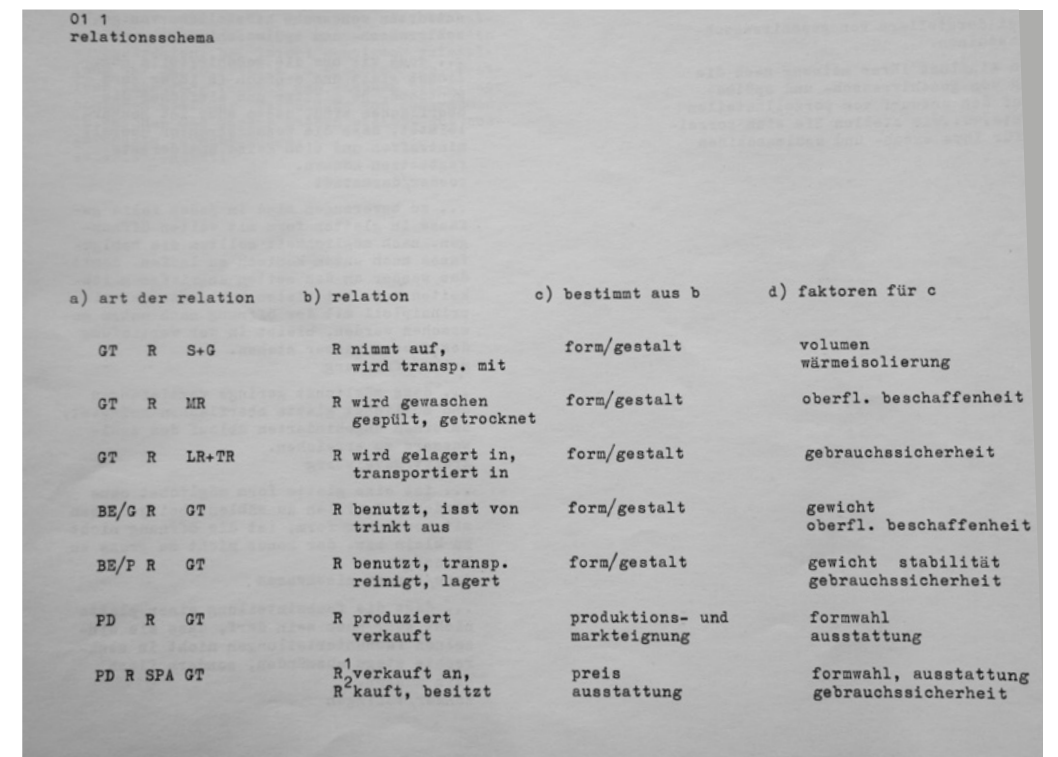 01 1
relationsschema
a) art der relation b) relation c) bestimmt aus b d) faktoren für c
GT R S+G R nimmt auf, form/gestalt volumen
wird transp. mit wärmeisolierung
GT R MR R wird gewaschen form/gestalt oberfl. beschaffenheit
gespült, getrocknet
GT R LR+TR R wird gelagert in, form/gestalt gebrauchssicherheit
transportiert in
BE/G R GT R benutzt, isst von form/gestalt gewicht
trinkt aus oberfl. beschaffenheit
BE/P R GT R benutzt, transp. form/gestalt gewicht stabilität
reinigt, lagert gebrauchssicherheit
PD R GT R produziert produktions- und formwahl
verkauft markteignung ausstattung
PD R SPA GT R1 verkauft an, preis formwahl, ausstattung
R2 kauft, besitzt ausstattung gebrauchssicherheit